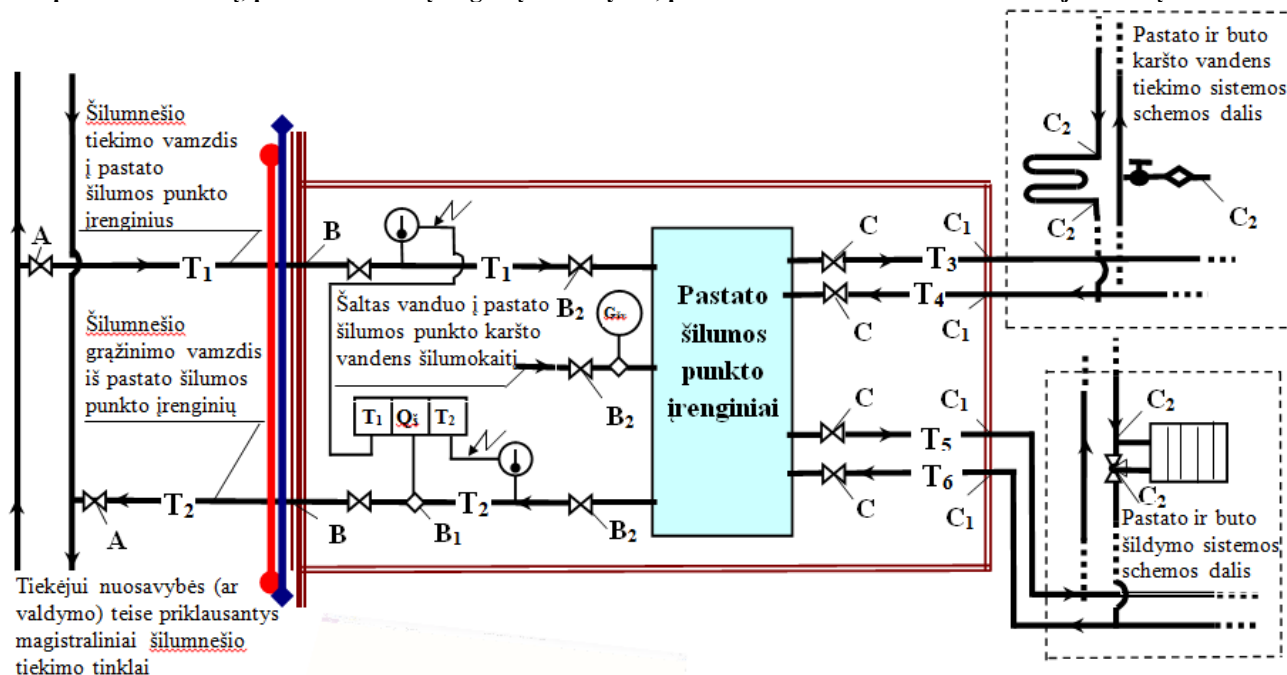 Šilumnešio
tiekimo vamzdis
į pastato
šilumos punkto
įrenginius
A
T1
B
T1
B2
Šaltas vanduo į pastato
šilumos punkto karšto
vandens šilumokaitį
B2
Šilumnešio
grąžinimo vamzdis
iš pastato šilumos
punkto įrenginių
T1 Qš T2
A
T2
B
B1
T2
B2
Pastato
šilumos
punkto
įrenginiai
C
C1
T3
T4
C
C1
C
C1
T5
T6
C
C1
Pastato ir buto
karšto vandens
tiekimo sistemos
schemos dalis
C2
C2
C2
C2
C2
Pastato ir buto
šildymo sistemos
schemos dalis
Tiekėjui nuosavybės (ar
valdymo) teise priklausantys
magistraliniai šilumnešio
tiekimo tinklai